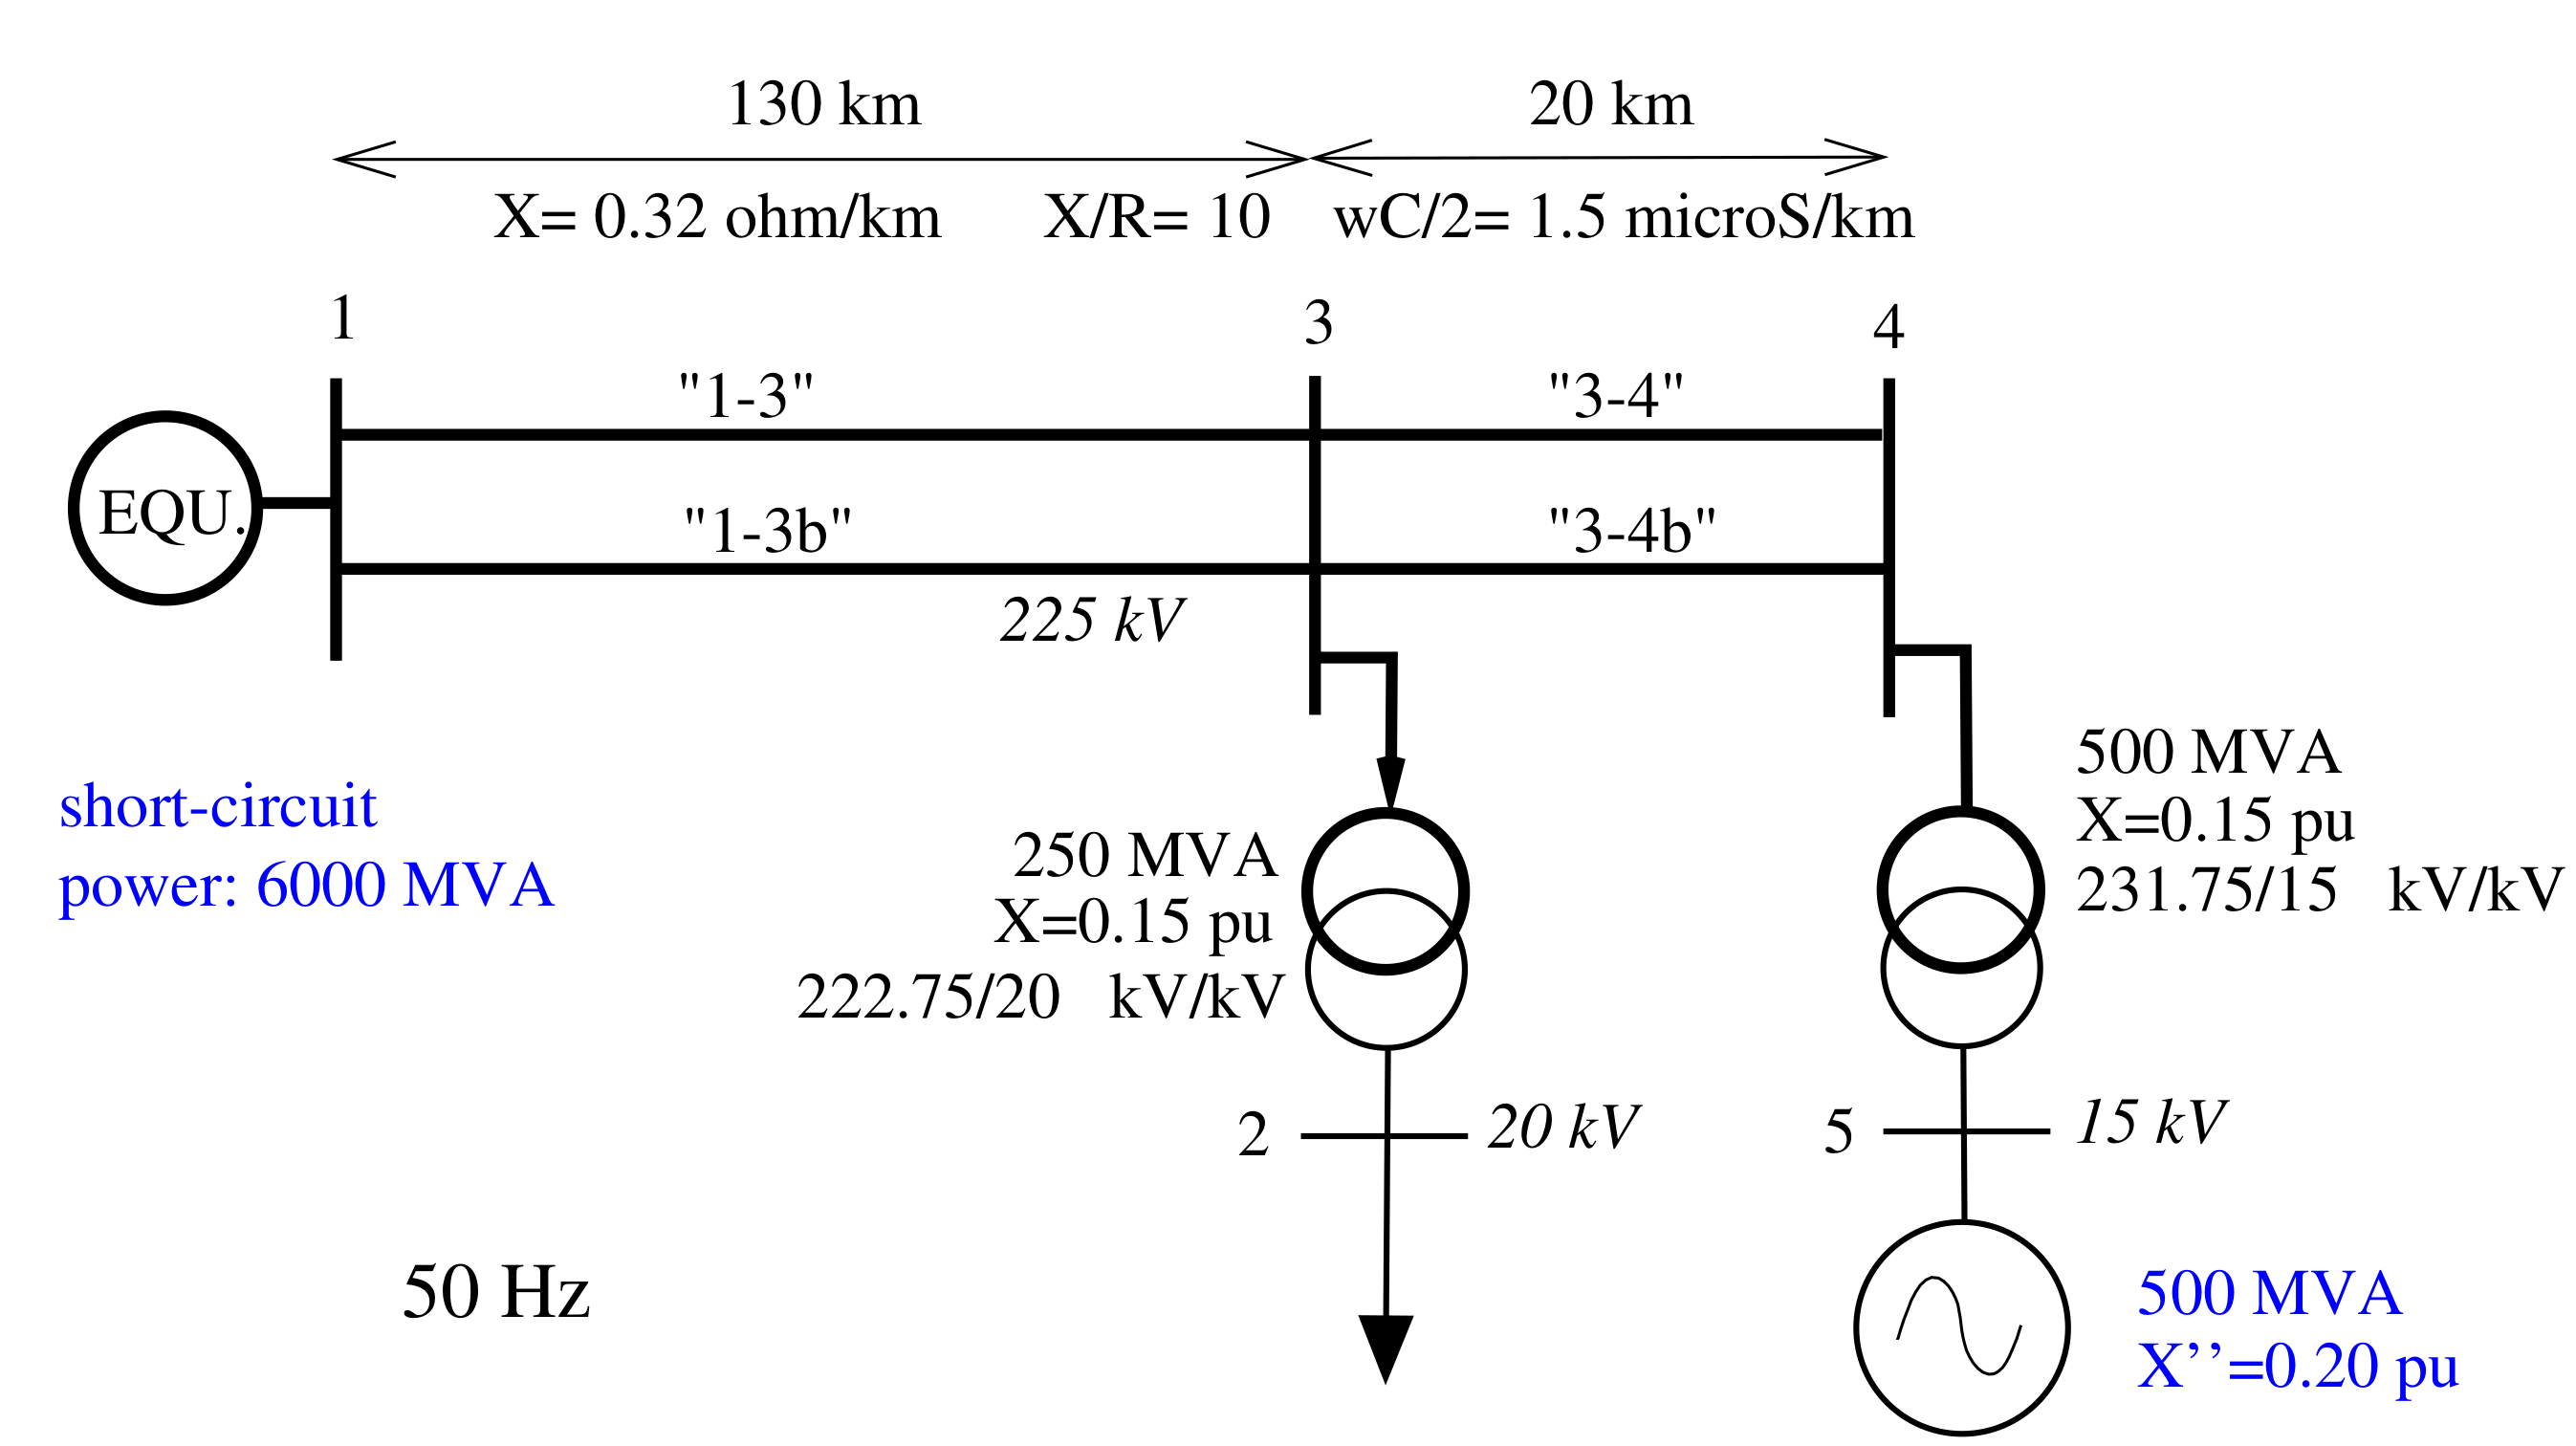 130 km
20 km
X= 0.32 ohm/km
X/R= 10
wC/2= 1.5 microS/km
1
3
4
"1-3"
"3-4"
EQU.
"1-3b"
"3-4b"
225 kV
short-circuit
power: 6000 MVA
250 MVA
X=0.15 pu
222.75/20 kV/kV
500 MVA
X=0.15 pu
231.75/15 kV/kV
2
20 kV
5
15 kV
50 Hz
500 MVA
X’’=0.20 pu